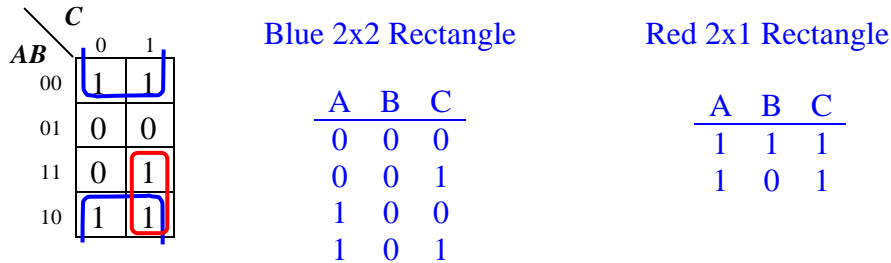 C
AB 0 1
00 1 1
01 0 0
11 0 1
10 1 1
Blue 2x2 Rectangle
A B C
0 0 0
0 0 1
1 0 0
1 0 1
Red 2x1 Rectangle
A B C
1 1 1
1 0 1